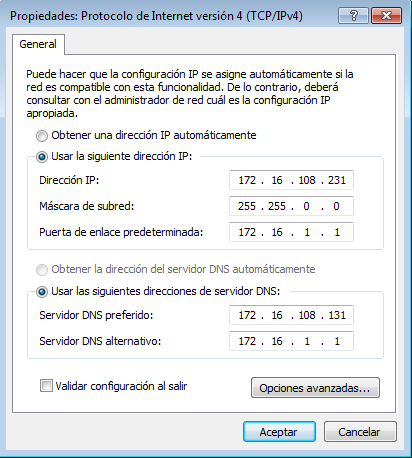 Propiedades: Protocolo de Internet versión 4 (TCP/IPv4)
General
Puede hacer que la configuración IP se asigne automáticamente si la
red es compatible con esta funcionalidad. De lo contrario, deberá
consultar con el administrador de red cuál es la configuración IP
apropiada.
Obtener una dirección IP automáticamente
Usar la siguiente dirección IP:
Dirección IP: 172 . 16 . 108 . 231
Máscara de subred: 255 . 255 . 0 . 0
Puerta de enlace predeterminada: 172 . 16 . 1 . 1
Obtener la dirección del servidor DNS automáticamente
Usar las siguientes direcciones de servidor DNS:
Servidor DNS preferido: 172 . 16 . 108 . 131
Servidor DNS alternativo: 172 . 16 . 1 . 1
Validar configuración al salir
Opciones avanzadas...
Aceptar Cancelar